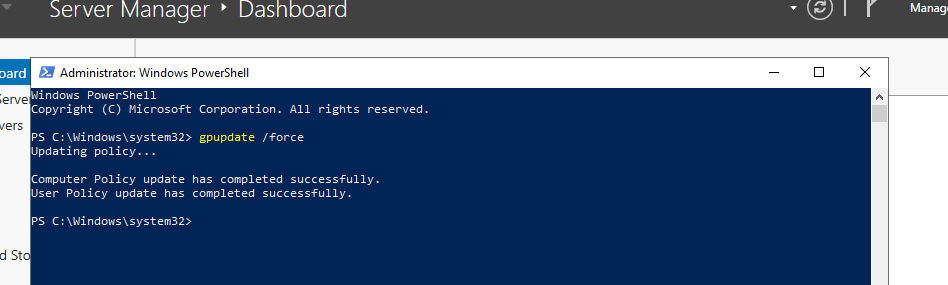 Server Manager ‣ Dashboard
Manag
Administrator: Windows PowerShell
oard
Windows PowerShell
Serve
Copyright (C) Microsoft Corporation. All rights reserved.
vers
PS C:\Windows\system32> gpupdate /force
Updating policy...
Computer Policy update has completed successfully.
User Policy update has completed successfully.
PS C:\Windows\system32>
d Sto